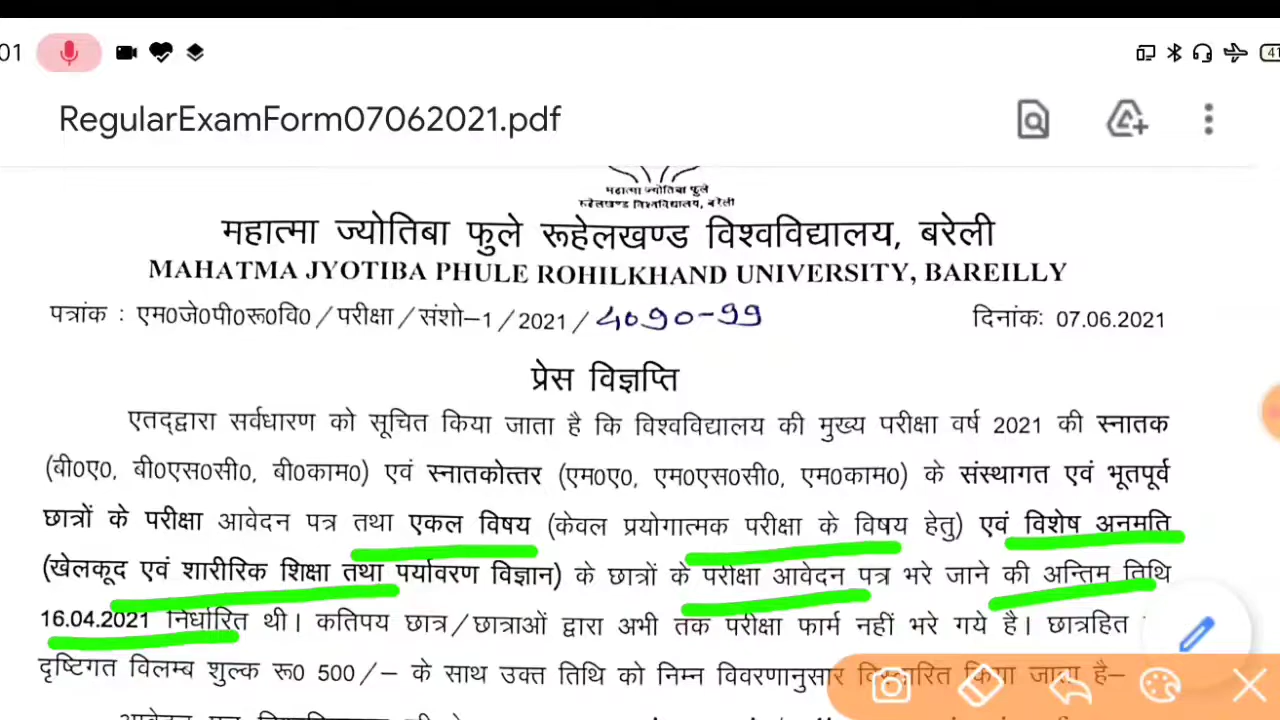 01
41
RegularExamForm07062021.pdf
महात्मा ज्योतिबा फुले
रूहेलखण्ड विश्वविद्यालय, बरेली
महात्मा ज्योतिबा फुले रूहेलखण्ड विश्वविद्यालय, बरेली
MAHATMA JYOTIBA PHULE ROHILKHAND UNIVERSITY, BAREILLY
पत्रांक : एम0जे0पी0रू0वि0/परीक्षा/संशो–1/2021/4090-99 दिनांकः 07.06.2021
प्रेस विज्ञप्ति
एतद्द्वारा सर्वधारण को सूचित किया जाता है कि विश्वविद्यालय की मुख्य परीक्षा वर्ष 2021 की स्नातक
(बी0ए0, बी0एस0सी0, बी0काम0) एवं स्नातकोत्तर (एम0ए0, एम0एस0सी0, एम0काम0) के संस्थागत एवं भूतपूर्व
छात्रों के परीक्षा आवेदन पत्र तथा एकल विषय (केवल प्रयोगात्मक परीक्षा के विषय हेतु) एवं विशेष अनुमति
(खेलकूद एवं शारीरिक शिक्षा तथा पर्यावरण विज्ञान) के छात्रों के परीक्षा आवेदन पत्र भरे जाने की अन्तिम तिथि
16.04.2021 निर्धारित थी। कतिपय छात्र/छात्राओं द्वारा अभी तक परीक्षा फार्म नहीं भरे गये है। छात्रहित
दृष्टिगत विलम्ब शुल्क रू0 500/– के साथ उक्त तिथि को निम्न विवरणानुसार विस्तारित किया जाता है–